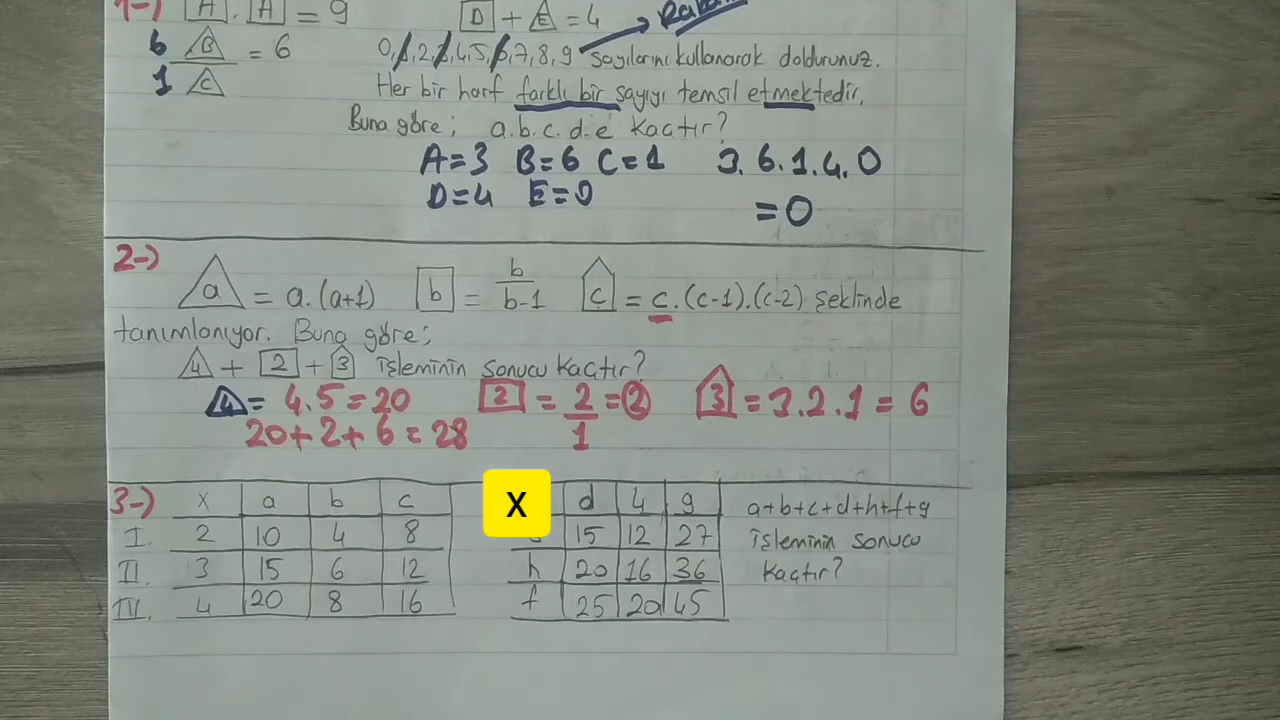 1-) A . A = 9 D + E = 4
6 B = 6 0,1,2,3,4,5,6,7,8,9 sayılarını kullanarak doldurunuz.
1 C Her bir harf farklı bir sayıyı temsil etmektedir,
Buna göre; a.b.c.d.e kaçtır?
A=3 B=6 C=1 3.6.1.4.0
D=4 E=0 =0
2-) a = a.(a+1) b = b/b-1 c = c.(c-1).(c-2) şeklinde
tanımlanıyor. Buna göre;
4 + 2 + 3 işleminin sonucu kaçtır?
4 = 4.5=20 2 = 2/1 =2 3 = 3.2.1 = 6
20+2+6=28
3-) x a b c X d 4 g a+b+c+d+h+f+g
I. 2 10 4 8 15 12 27 işleminin sonucu
II. 3 15 6 12 h 20 16 36 kaçtır?
III. 4 20 8 16 f 25 20 45